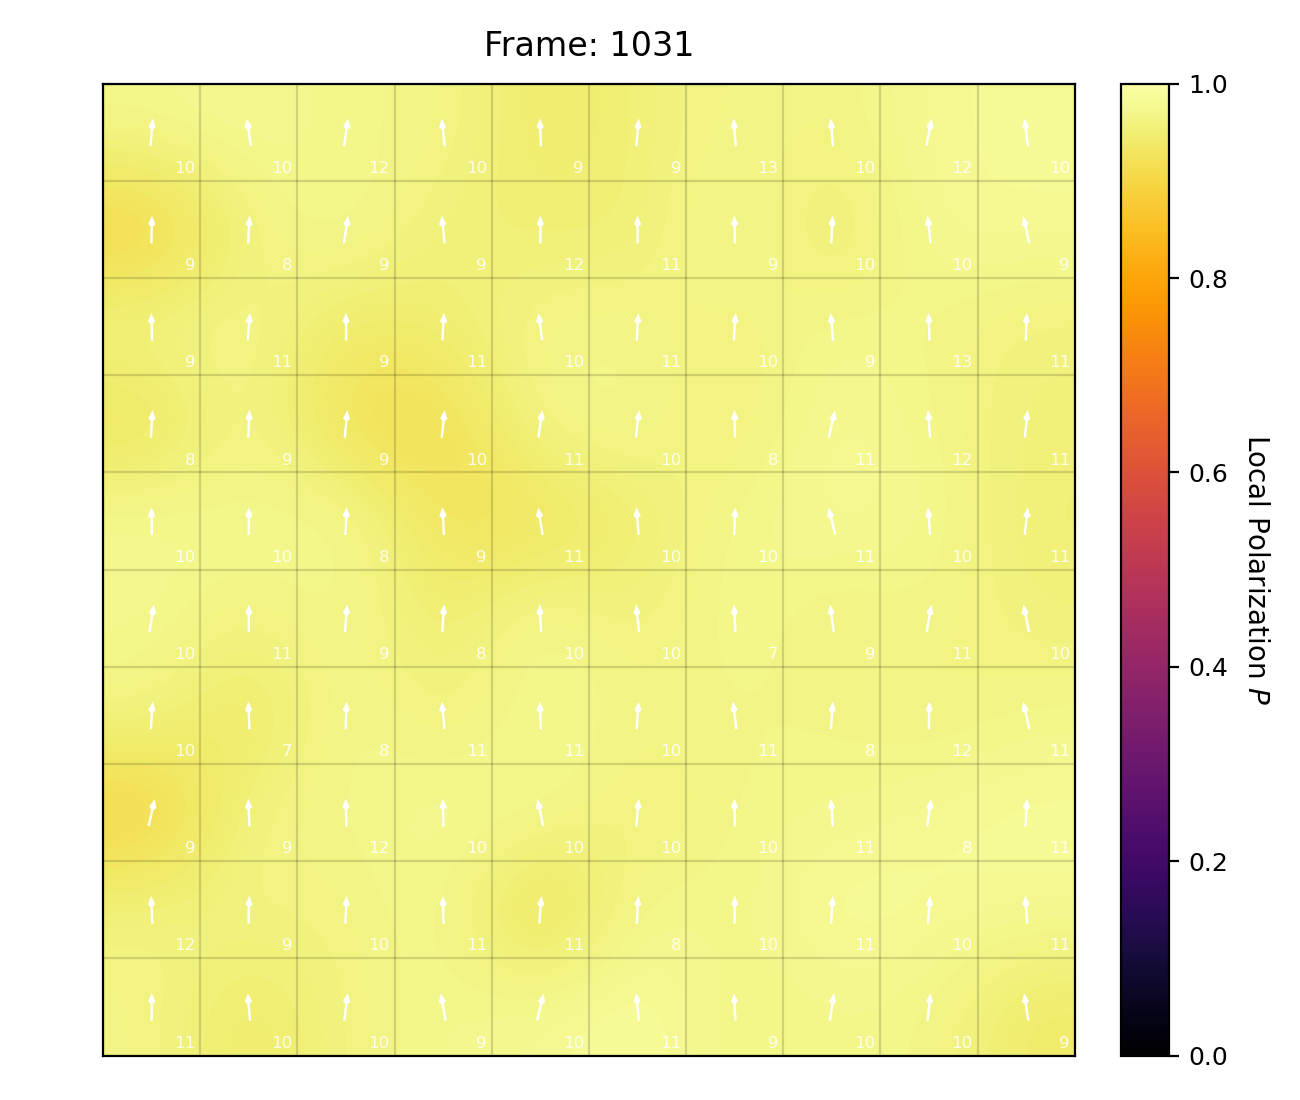 Frame: 1031
10 10 12 10 9 9 13 10 12 10
9 8 9 9 12 11 9 10 10 9
9 11 9 11 10 11 10 9 13 11
8 9 9 10 11 10 8 11 12 11
10 10 8 9 11 10 10 11 10 11
10 11 9 8 10 10 7 9 11 10
10 7 8 11 11 10 11 8 12 11
9 9 12 10 10 10 10 11 8 11
12 9 10 11 11 8 10 11 10 11
11 10 10 9 10 11 9 10 10 9
1.0
0.8
0.6
0.4
0.2
0.0
Local Polarization P